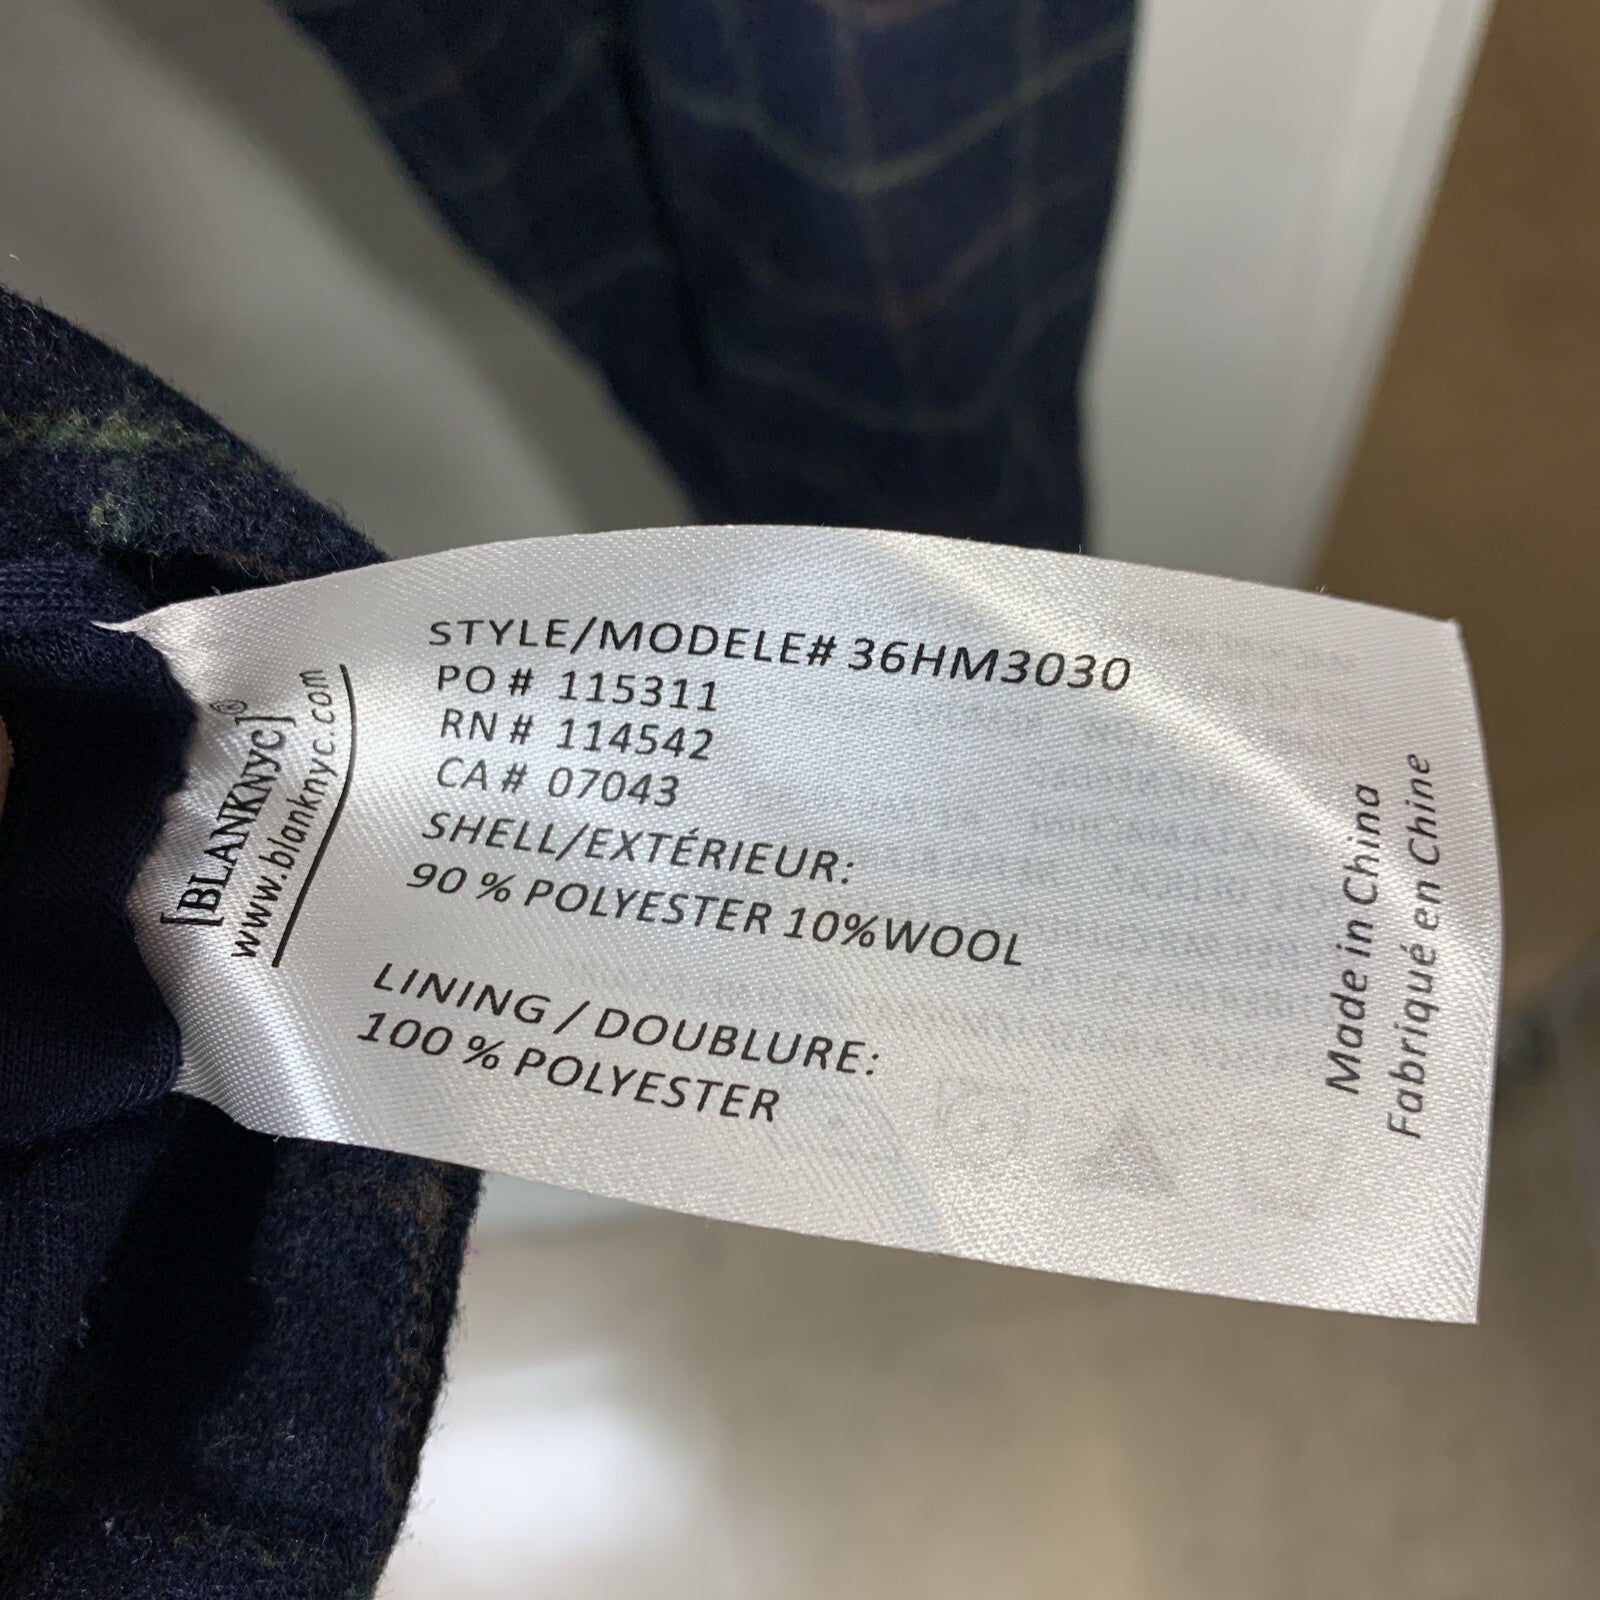 [BLANKNYC]®
www.blanknyc.com
STYLE/MODELE# 36HM3030
PO # 115311
RN # 114542
CA # 07043
SHELL/EXTÉRIEUR:
90 % POLYESTER 10%WOOL
LINING / DOUBLURE:
100 % POLYESTER
Made in China
Fabriqué en Chine